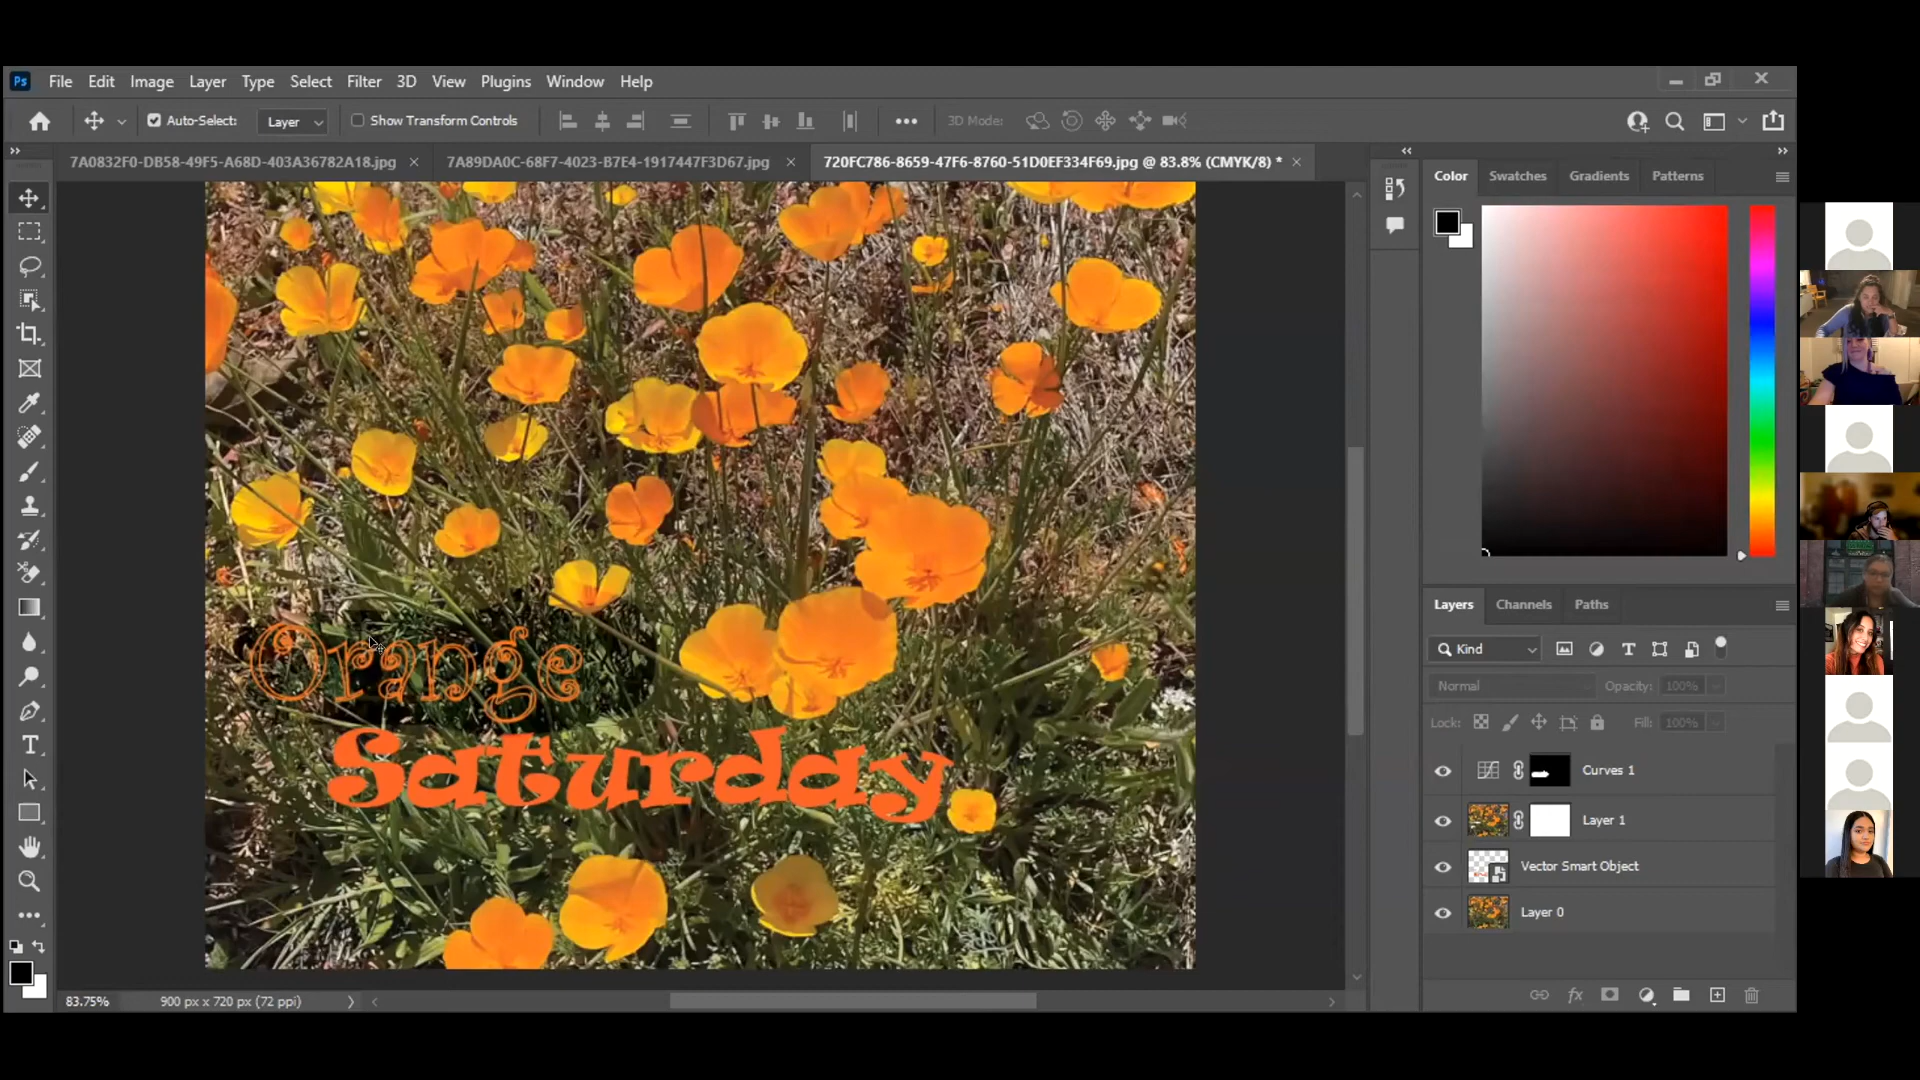 Ps File Edit Image Layer Type Select Filter 3D View Plugins Window Help
Auto-Select: Layer Show Transform Controls ••• 3D Mode:
7A0832F0-DB58-49F5-A68D-403A36782A18.jpg × 7A89DA0C-68F7-4023-B7E4-1917447F3D67.jpg × 720FC786-8659-47F6-8760-51D0EF334F69.jpg @ 83.8% (CMYK/8) * ×
Color Swatches Gradients Patterns
Orange
Saturday
Layers Channels Paths
Kind
Normal Opacity: 100%
Lock: Fill: 100%
Curves 1
Layer 1
Vector Smart Object
Layer 0
83.75% 900 px x 720 px (72 ppi)
fx